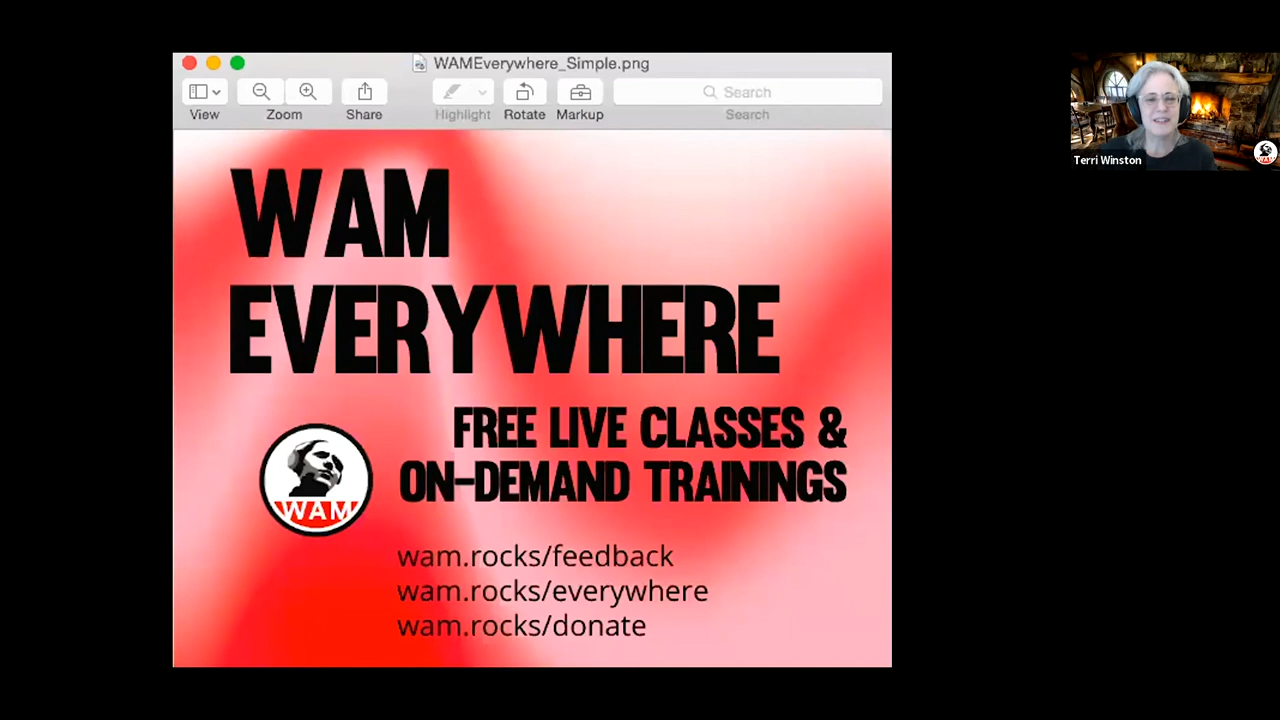 WAMEverywhere_Simple.png
Search
View
Zoom
Share
Highlight
Rotate
Markup
Search
WAM
EVERYWHERE
FREE LIVE CLASSES &
ON-DEMAND TRAININGS
WAM
wam.rocks/feedback
wam.rocks/everywhere
wam.rocks/donate
Terri Winston
WAM